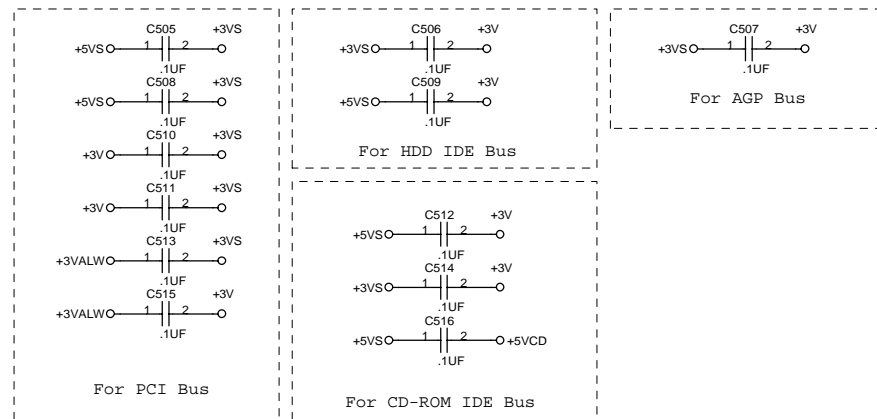 C505 +3VS
+5VS 1 2
.1UF
C508 +3VS
+5VS 1 2
.1UF
C510 +3VS
+3V 1 2
.1UF
C511 +3VS
+3V 1 2
.1UF
C513 +3VS
+3VALW 1 2
.1UF
C515 +3V
+3VALW 1 2
.1UF
For PCI Bus
C506 +3V
+3VS 1 2
.1UF
C509 +3V
+5VS 1 2
.1UF
For HDD IDE Bus
C512 +3V
+5VS 1 2
.1UF
C514 +3V
+3VS 1 2
.1UF
C516
+5VS 1 2 +5VCD
.1UF
For CD-ROM IDE Bus
C507 +3V
+3VS 1 2
.1UF
For AGP Bus